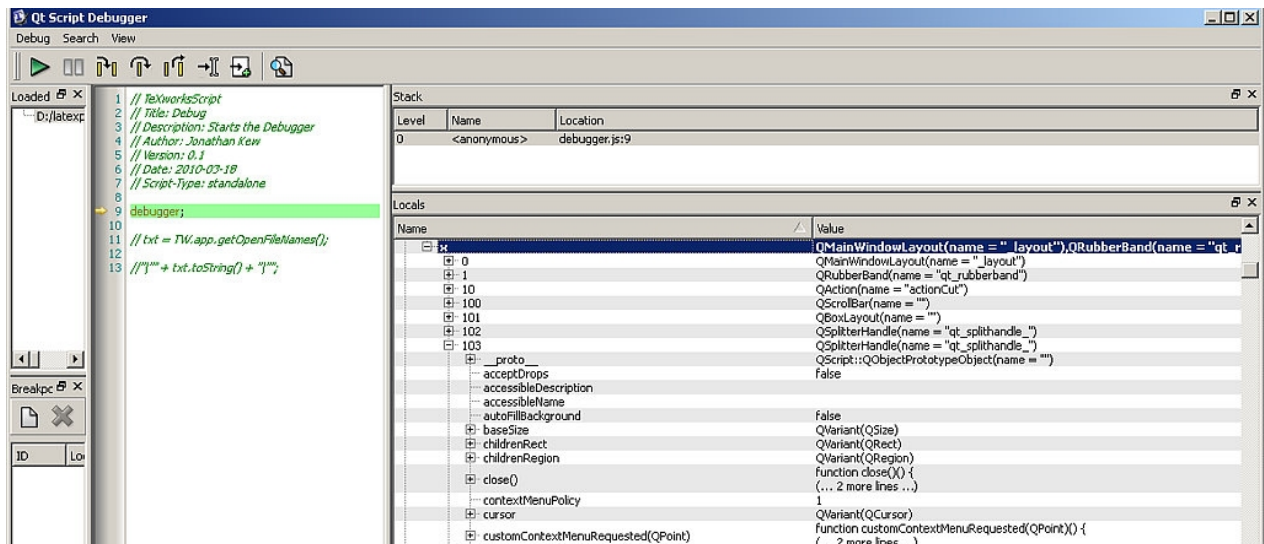 Qt Script Debugger
Debug Search View
Loaded
D:/latexp
1 // TeXworksScript
2 // Title: Debug
3 // Description: Starts the Debugger
4 // Author: Jonathan Kew
5 // Version: 0.1
6 // Date: 2010-03-18
7 // Script-Type: standalone
8
9 debugger;
10
11 // txt = TW.app.getOpenFileNames();
12
13 //"}"" + txt.toString() + "}"";
Breakpc
ID Lo
Stack
Level Name Location
0 <anonymous> debugger.js:9
Locals
Name Value
x QMainWindowLayout(name = "_layout"),QRubberBand(name = "qt_r
0 QMainWindowLayout(name = "_layout")
1 QRubberBand(name = "qt_rubberband")
10 QAction(name = "actionCut")
100 QScrollBar(name = "")
101 QBoxLayout(name = "")
102 QSplitterHandle(name = "qt_splithandle_")
103 QSplitterHandle(name = "qt_splithandle_")
__proto__ QScript::QObjectPrototypeObject(name = "")
acceptDrops false
accessibleDescription
accessibleName
autoFillBackground false
baseSize QVariant(QSize)
childrenRect QVariant(QRect)
childrenRegion QVariant(QRegion)
close() function close()() {
(... 2 more lines ...)
contextMenuPolicy 1
cursor QVariant(QCursor)
customContextMenuRequested(QPoint) function customContextMenuRequested(QPoint)() {
(... 2 more lines ...)